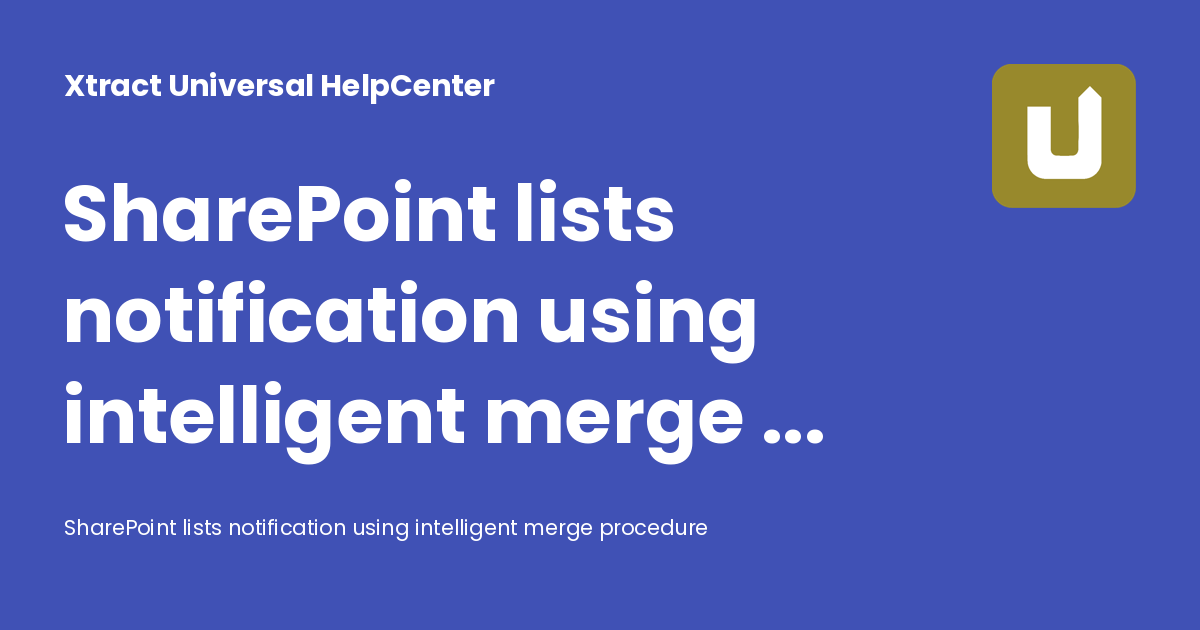 Xtract Universal HelpCenter
SharePoint lists
notification using
intelligent merge ...
SharePoint lists notification using intelligent merge procedure